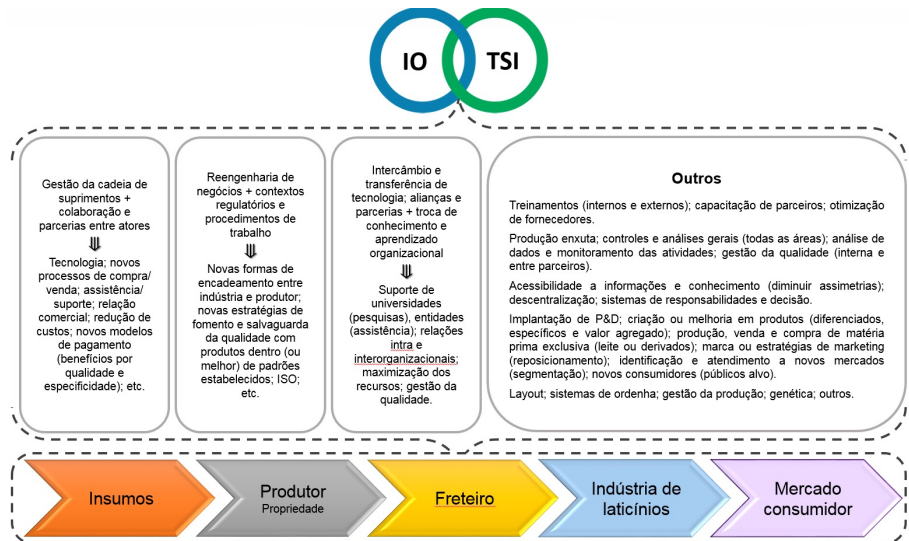 IO
TSI
Gestão da cadeia de
suprimentos +
colaboração e
parcerias entre atores
⇓
Tecnologia; novos
processos de compra/
venda; assistência/
suporte; relação
comercial; redução de
custos; novos modelos
de pagamento
(benefícios por
qualidade e
especificidade); etc.
Reengenharia de
negócios + contextos
regulatórios e
procedimentos de
trabalho
⇓
Novas formas de
encadeamento entre
indústria e produtor;
novas estratégias de
fomento e salvaguarda
da qualidade com
produtos dentro (ou
melhor) de padrões
estabelecidos; ISO;
etc.
Intercâmbio e
transferência de
tecnologia; alianças e
parcerias + troca de
conhecimento e
aprendizado
organizacional
⇓
Suporte de
universidades
(pesquisas), entidades
(assistência); relações
intra e
interorganizacionais;
maximização dos
recursos; gestão da
qualidade.
Outros
Treinamentos (internos e externos); capacitação de parceiros; otimização
de fornecedores.
Produção enxuta; controles e análises gerais (todas as áreas); análise de
dados e monitoramento das atividades; gestão da qualidade (interna e
entre parceiros).
Acessibilidade a informações e conhecimento (diminuir assimetrias);
descentralização; sistemas de responsabilidades e decisão.
Implantação de P&D; criação ou melhoria em produtos (diferenciados,
específicos e valor agregado); produção, venda e compra de matéria
prima exclusiva (leite ou derivados); marca ou estratégias de marketing
(reposicionamento); identificação e atendimento a novos mercados
(segmentação); novos consumidores (públicos alvo).
Layout; sistemas de ordenha; gestão da produção; genética; outros.
Insumos
Produtor
Propriedade
Freteiro
Indústria de
laticínios
Mercado
consumidor